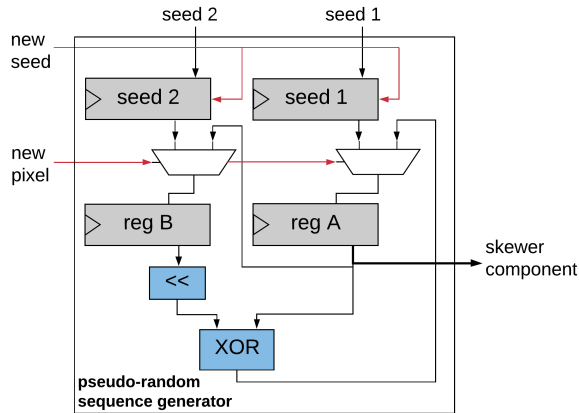 seed 2
seed 1
new
seed
seed 2
seed 1
new
pixel
reg B
reg A
skewer
component
<<
XOR
pseudo-random
sequence generator